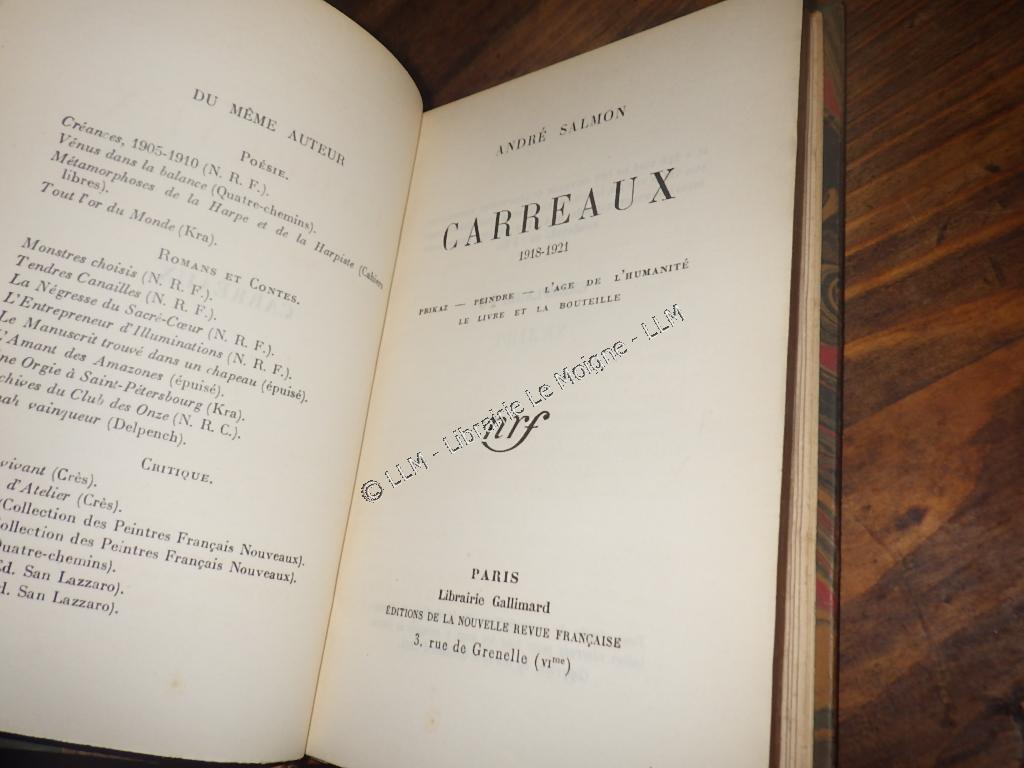 DU MÊME AUTEUR
POÉSIE.
Créances, 1905-1910 (N. R. F.).
Vénus dans la balance (Quatre-chemins).
Métamorphoses de la Harpe et de la Harpiste (Cahiers
libres).
Tout l'or du Monde (Kra).
ROMANS ET CONTES.
Monstres choisis (N. R. F.).
Tendres Canailles (N. R. F.).
La Négresse du Sacré-Cœur (N. R. F.).
L'Entrepreneur d'Illuminations (N. R. F.).
Le Manuscrit trouvé dans un chapeau (épuisé).
L'Amant des Amazones (épuisé).
Orgie à Saint-Pétersbourg (Kra).
du Club des Onze (N. R. C.).
vainqueur (Delpench).
CRITIQUE.
vivant (Crès).
d'Atelier (Crès).
(Collection des Peintres Français Nouveaux).
Collection des Peintres Français Nouveaux).
Quatre-chemins).
San Lazzaro).
San Lazzaro).
ANDRÉ SALMON
CARREAUX
1918-1921
PRIKAZ — PEINDRE — L'AGE DE L'HUMANITÉ
LE LIVRE ET LA BOUTEILLE
nrf
PARIS
Librairie Gallimard
ÉDITIONS DE LA NOUVELLE REVUE FRANÇAISE
3, rue de Grenelle (VIme)
© LLM - Librairie Le Moigne - LLM